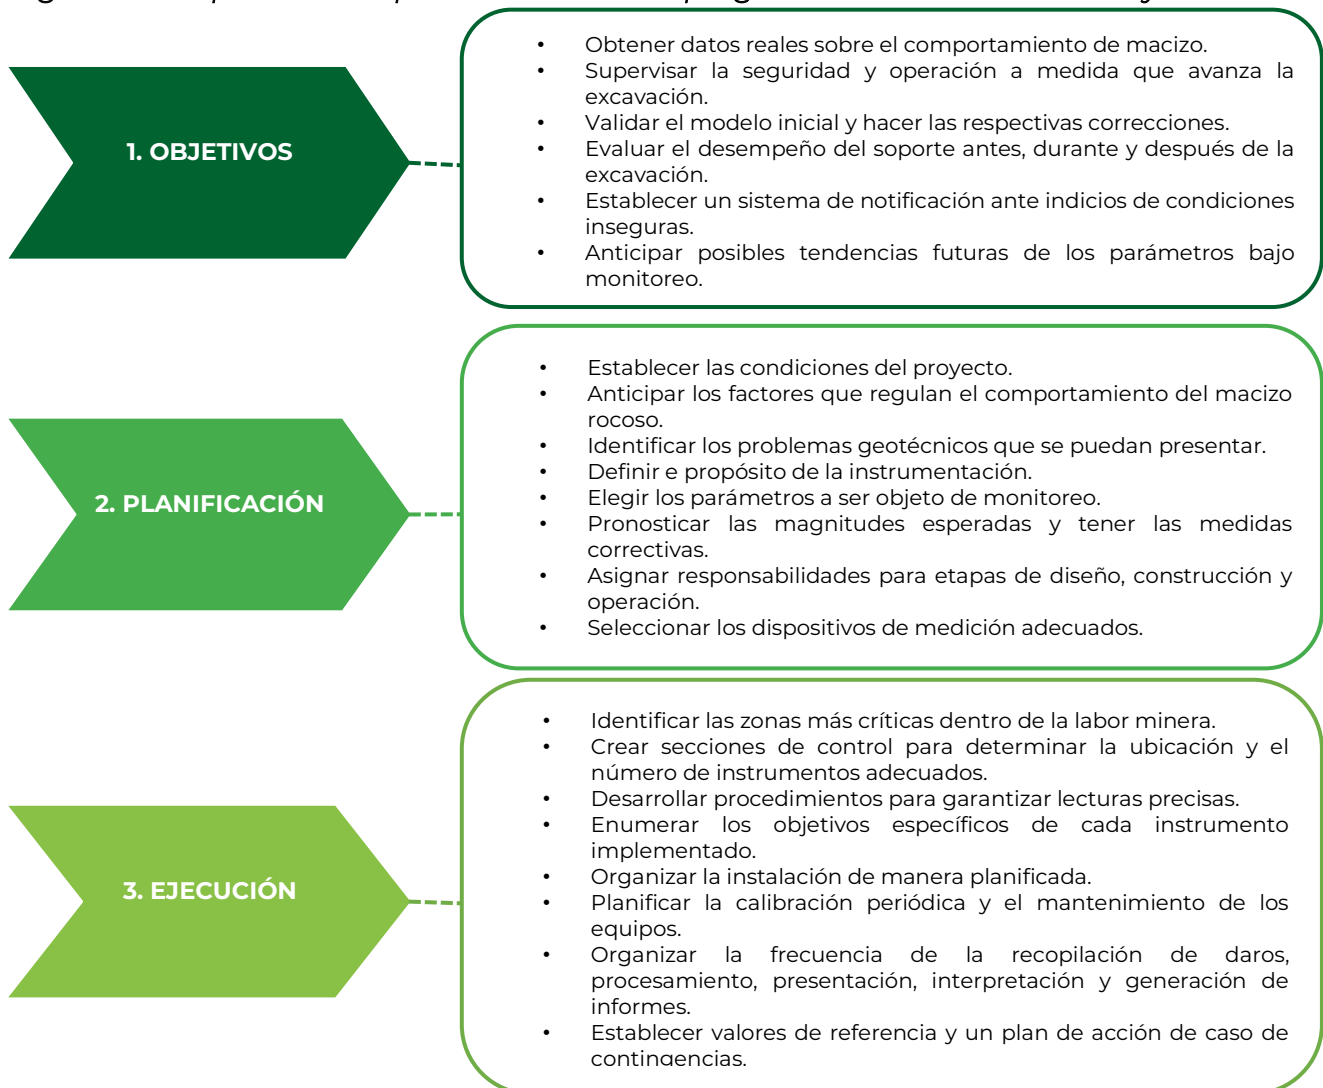 1. OBJETIVOS
• Obtener datos reales sobre el comportamiento de macizo.
• Supervisar la seguridad y operación a medida que avanza la
excavación.
• Validar el modelo inicial y hacer las respectivas correcciones.
• Evaluar el desempeño del soporte antes, durante y después de la
excavación.
• Establecer un sistema de notificación ante indicios de condiciones
inseguras.
• Anticipar posibles tendencias futuras de los parámetros bajo
monitoreo.
2. PLANIFICACIÓN
• Establecer las condiciones del proyecto.
• Anticipar los factores que regulan el comportamiento del macizo
rocoso.
• Identificar los problemas geotécnicos que se puedan presentar.
• Definir e propósito de la instrumentación.
• Elegir los parámetros a ser objeto de monitoreo.
• Pronosticar las magnitudes esperadas y tener las medidas
correctivas.
• Asignar responsabilidades para etapas de diseño, construcción y
operación.
• Seleccionar los dispositivos de medición adecuados.
3. EJECUCIÓN
• Identificar las zonas más críticas dentro de la labor minera.
• Crear secciones de control para determinar la ubicación y el
número de instrumentos adecuados.
• Desarrollar procedimientos para garantizar lecturas precisas.
• Enumerar los objetivos específicos de cada instrumento
implementado.
• Organizar la instalación de manera planificada.
• Planificar la calibración periódica y el mantenimiento de los
equipos.
• Organizar la frecuencia de la recopilación de daros,
procesamiento, presentación, interpretación y generación de
informes.
• Establecer valores de referencia y un plan de acción de caso de
contingencias.